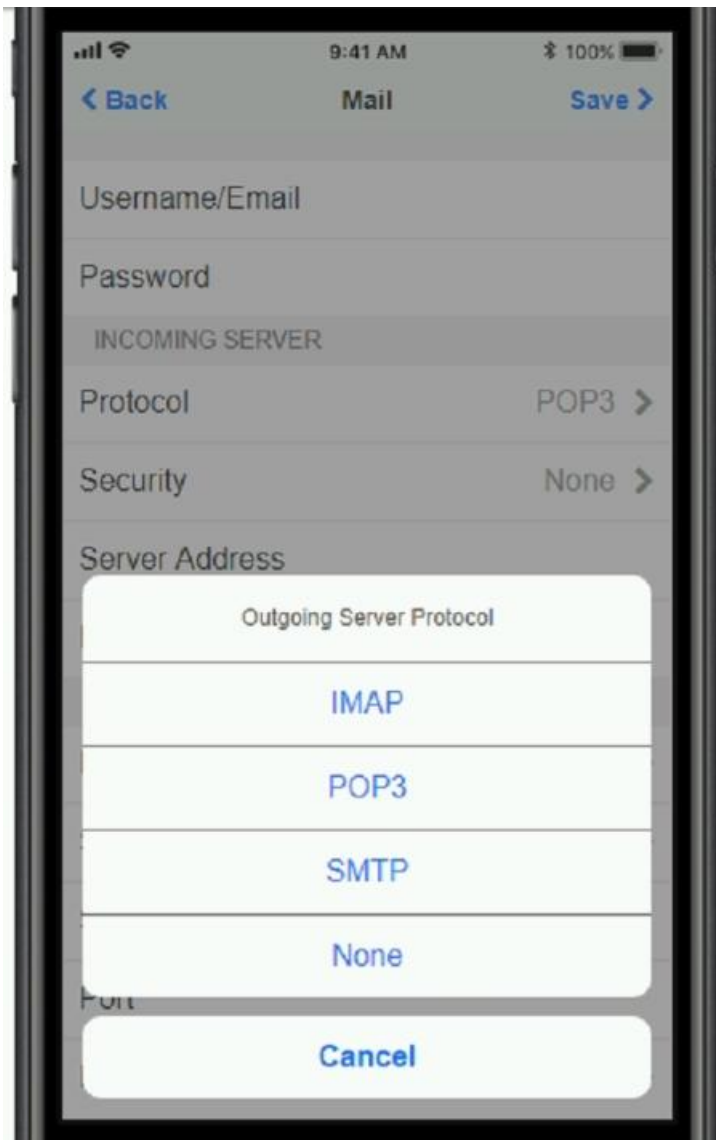 9:41 AM 100%
Back Mail Save
Username/Email
Password
INCOMING SERVER
Protocol POP3
Security None
Server Address
Outgoing Server Protocol
IMAP
POP3
SMTP
None
Port
Cancel